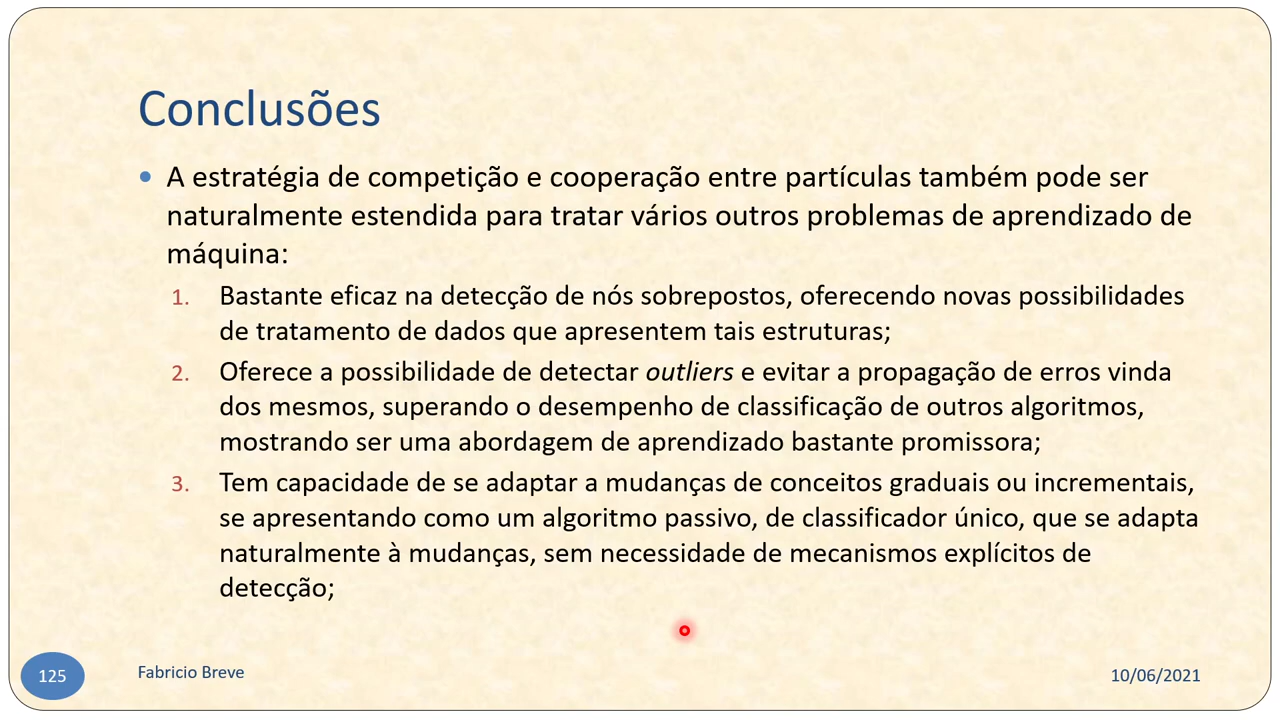 Conclusões
• A estratégia de competição e cooperação entre partículas também pode ser
naturalmente estendida para tratar vários outros problemas de aprendizado de
máquina:
1. Bastante eficaz na detecção de nós sobrepostos, oferecendo novas possibilidades
de tratamento de dados que apresentem tais estruturas;
2. Oferece a possibilidade de detectar outliers e evitar a propagação de erros vinda
dos mesmos, superando o desempenho de classificação de outros algoritmos,
mostrando ser uma abordagem de aprendizado bastante promissora;
3. Tem capacidade de se adaptar a mudanças de conceitos graduais ou incrementais,
se apresentando como um algoritmo passivo, de classificador único, que se adapta
naturalmente à mudanças, sem necessidade de mecanismos explícitos de
detecção;
125
Fabricio Breve
10/06/2021